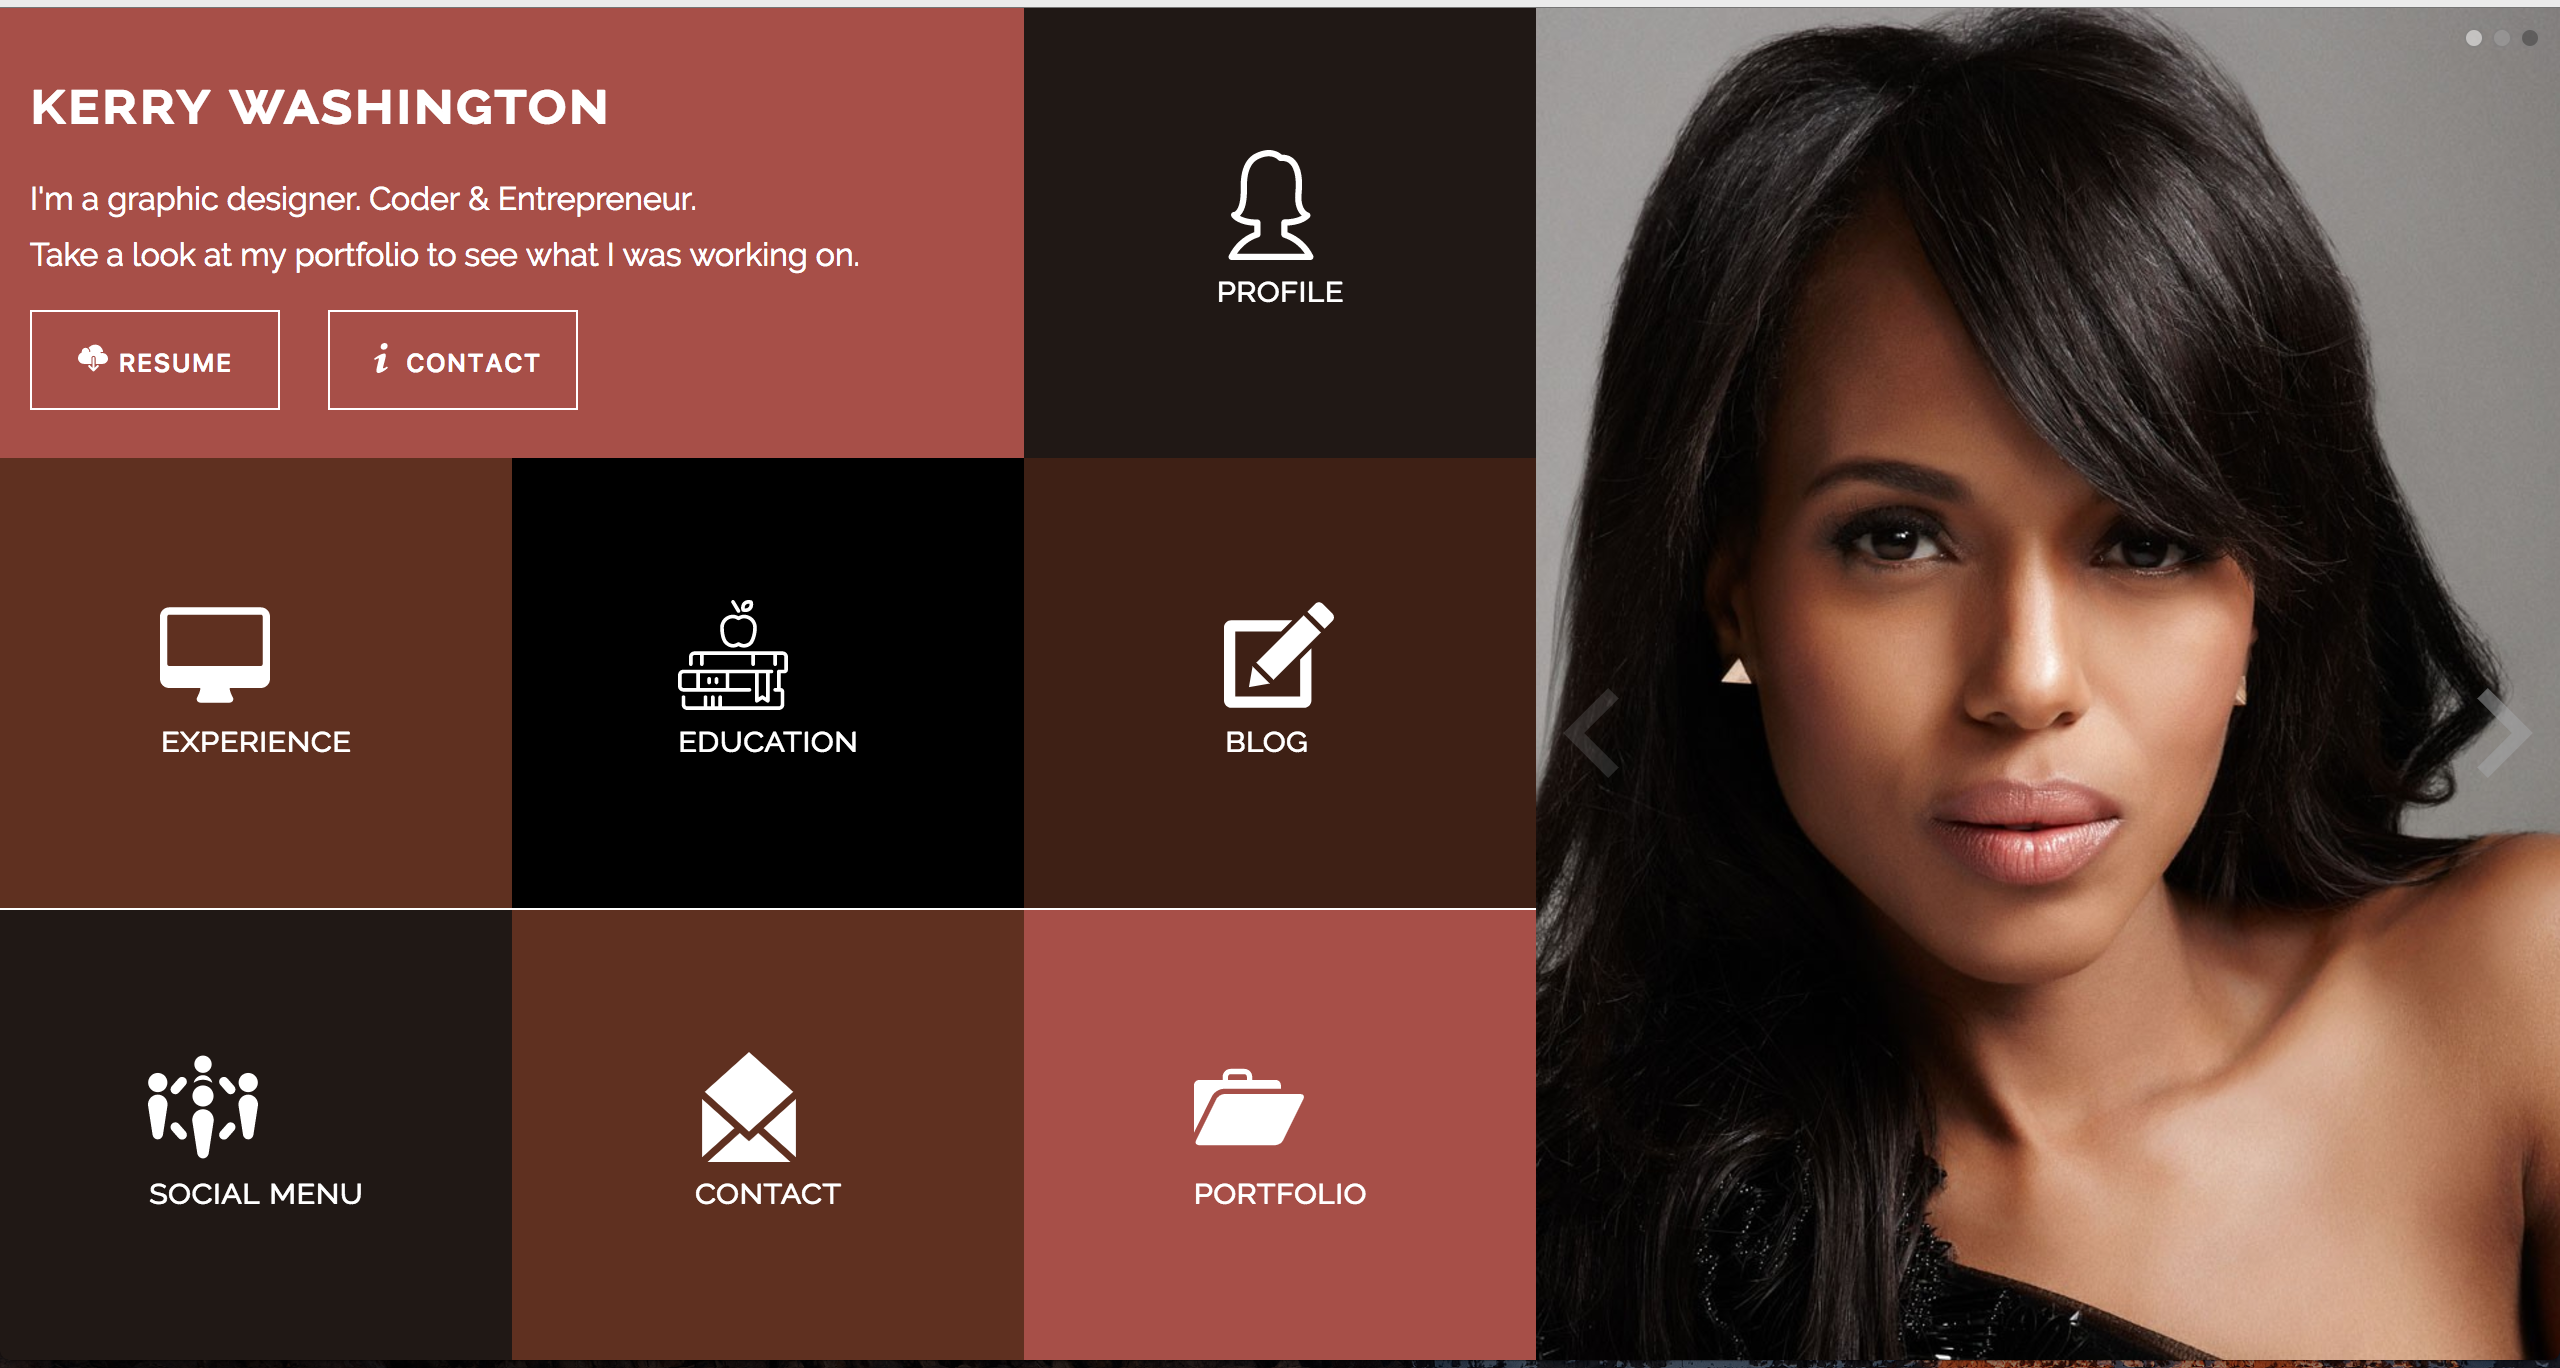 KERRY WASHINGTON
I'm a graphic designer. Coder & Entrepreneur.
Take a look at my portfolio to see what I was working on.
RESUME
CONTACT
PROFILE
EXPERIENCE
EDUCATION
BLOG
SOCIAL MENU
CONTACT
PORTFOLIO